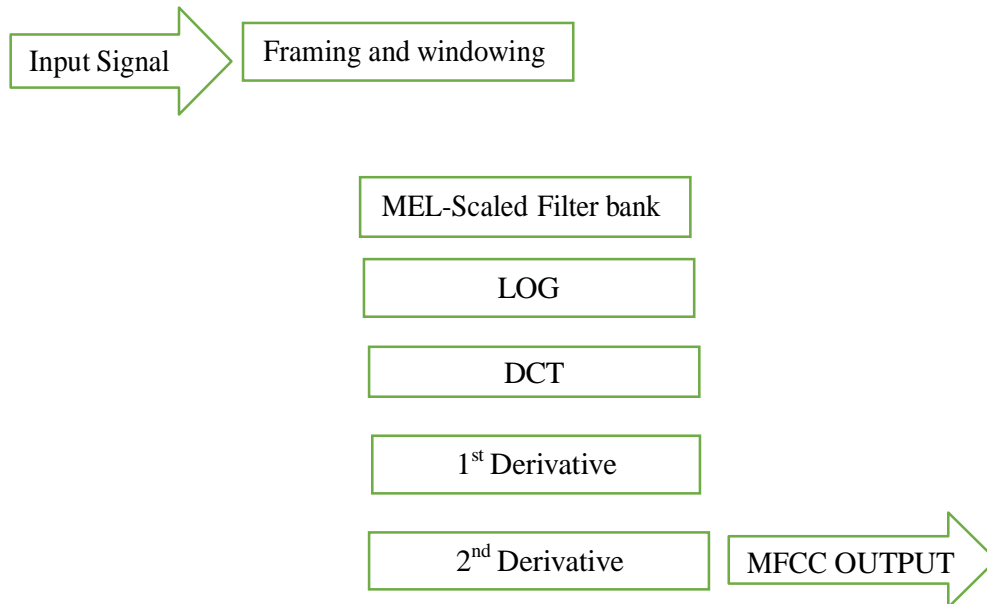 Input Signal
Framing and windowing
MEL-Scaled Filter bank
LOG
DCT
1st Derivative
2nd Derivative
MFCC OUTPUT